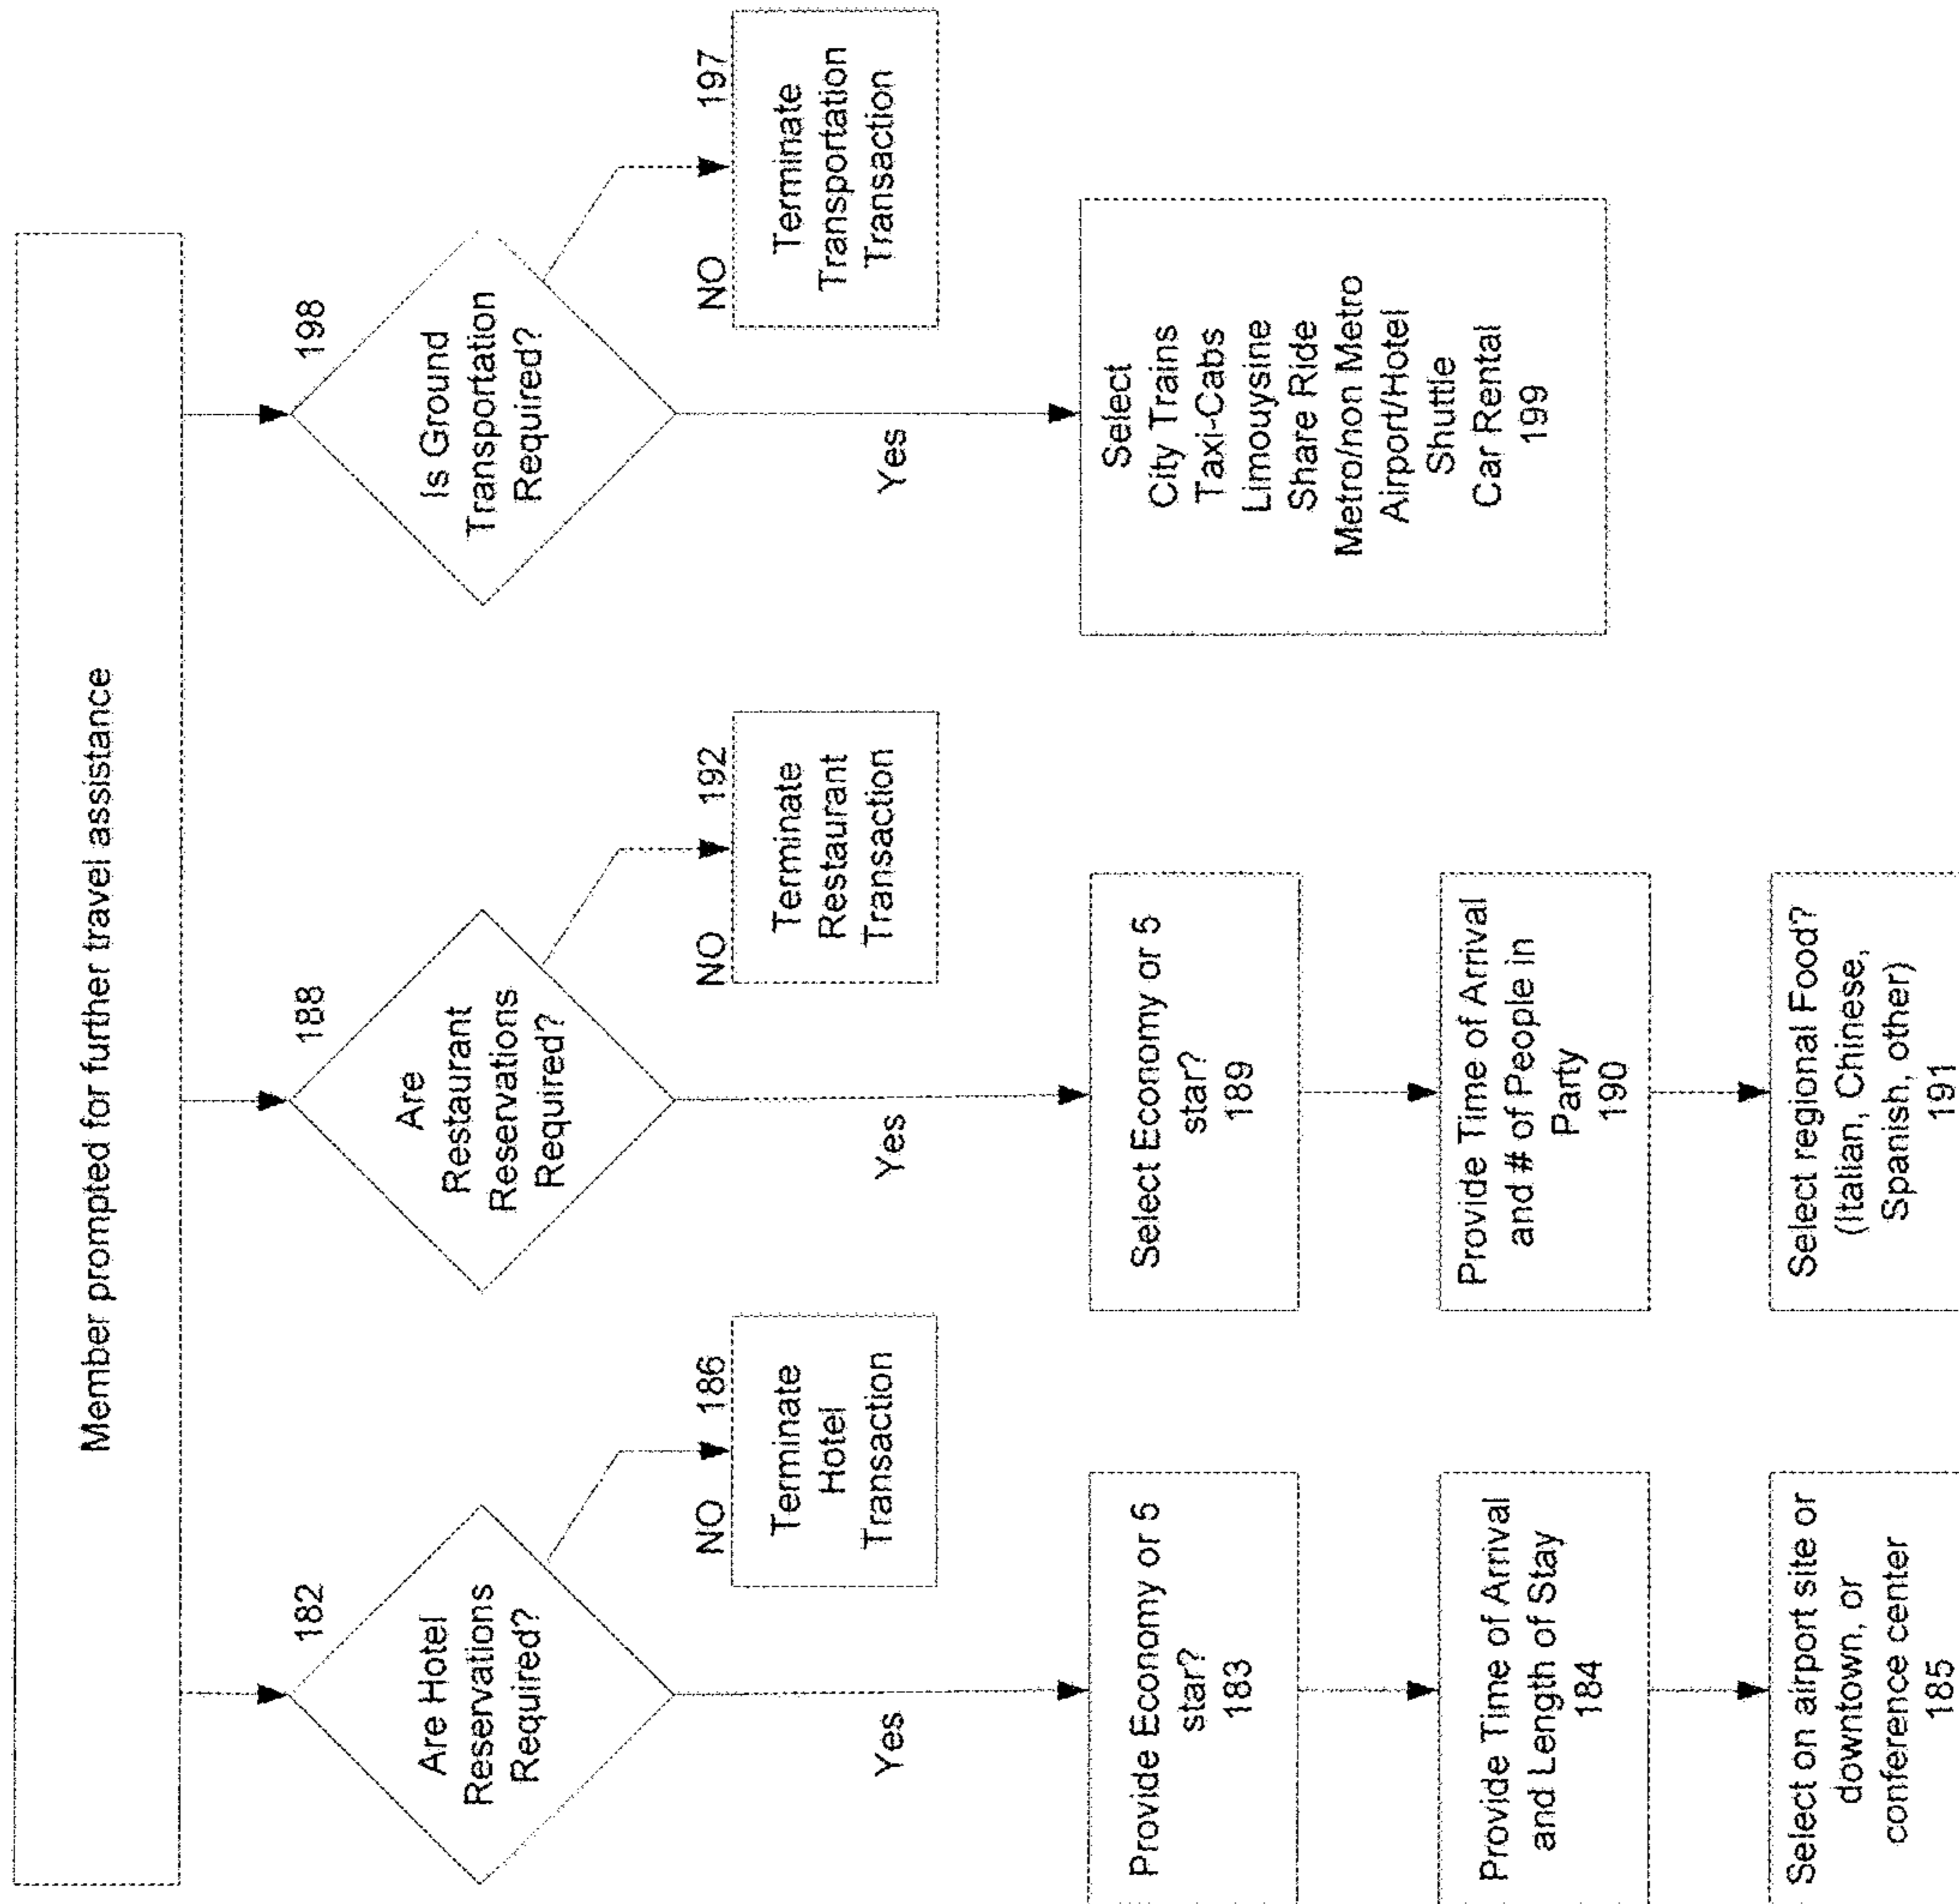 Member prompted for further travel assistance
182
Are Hotel
Reservations
Required?
NO 186
Terminate
Hotel
Transaction
Yes
Provide Economy or 5
star?
183
Provide Time of Arrival
and Length of Stay
184
Select on airport site or
downtown, or
conference center
185
188
Are
Restaurant
Reservations
Required?
NO 192
Terminate
Restaurant
Transaction
Yes
Select Economy or 5
star?
189
Provide Time of Arrival
and # of People in
Party
190
Select regional Food?
(Italian, Chinese,
Spanish, other)
191
198
Is Ground
Transportation
Required?
NO 197
Terminate
Transportation
Transaction
Yes
Select
City Trains
Taxi-Cabs
Limouysine
Share Ride
Metro/non Metro
Airport/Hotel
Shuttle
Car Rental
199